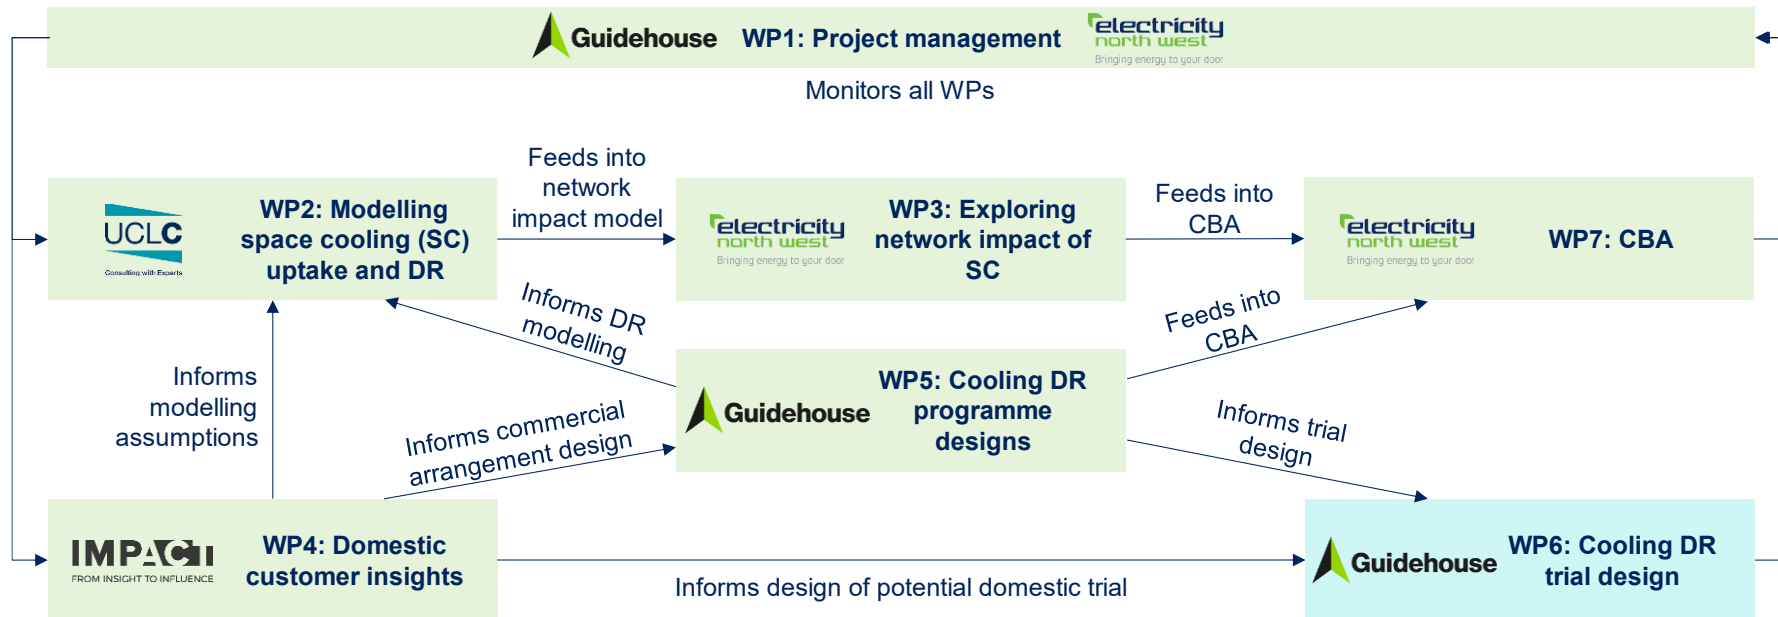 Guidehouse
WP1: Project management
electricity
north west
Bringing energy to your door
Monitors all WPs
UCLC
Consulting with Experts
WP2: Modelling
space cooling (SC)
uptake and DR
Feeds into
network
impact model
electricity
north west
Bringing energy to your door
WP3: Exploring
network impact of
SC
Feeds into
CBA
electricity
north west
Bringing energy to your door
WP7: CBA
Informs DR
modelling
Feeds into
CBA
Informs
modelling
assumptions
Guidehouse
WP5: Cooling DR
programme
designs
Informs commercial
arrangement design
Informs trial
design
IMPACT
FROM INSIGHT TO INFLUENCE
WP4: Domestic
customer insights
Informs design of potential domestic trial
Guidehouse
WP6: Cooling DR
trial design